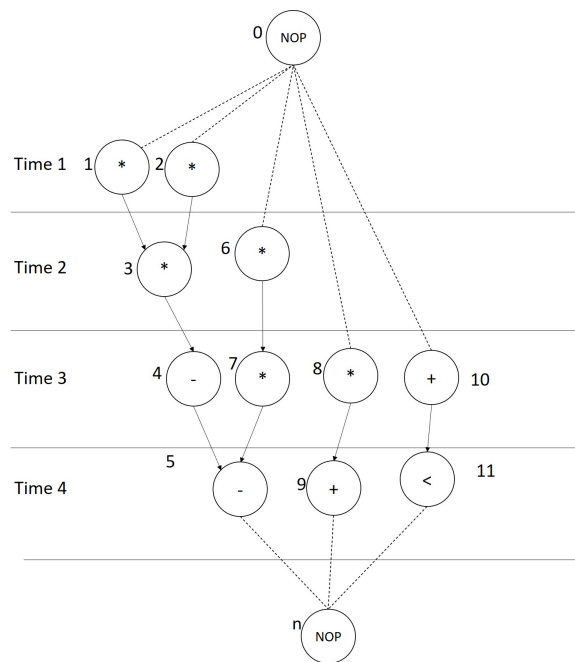 0 NOP
Time 1 1 * 2 *
Time 2 3 * 6 *
Time 3 4 - 7 * 8 * + 10
5
Time 4 - 9 + < 11
n NOP